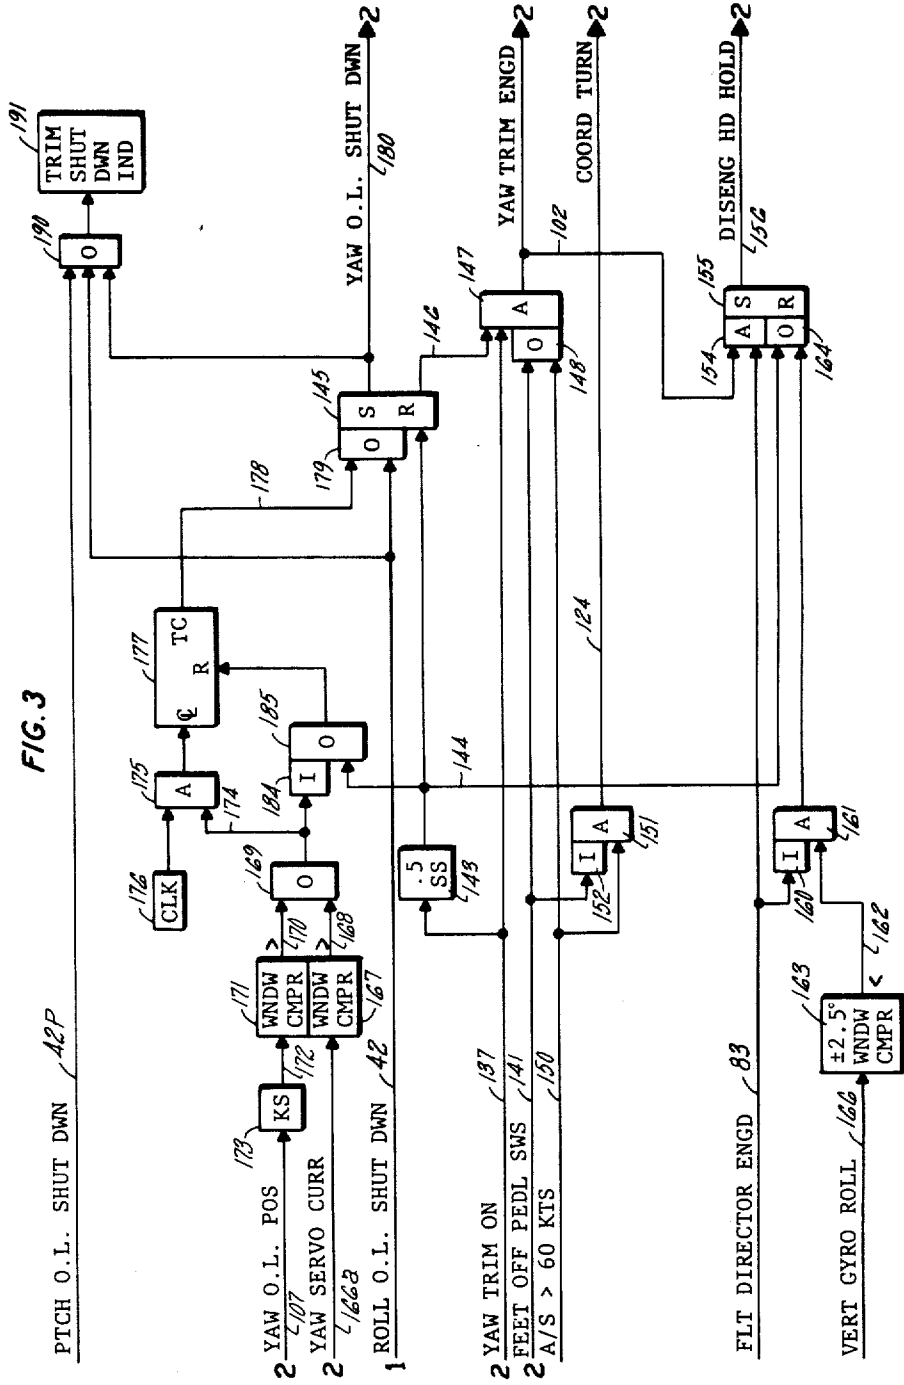 FIG. 3
PTCH O.L. SHUT DWN
42P
190
O
191
TRIM
SHUT
DWN
IND
176
CLK
175
A
174
177
C̲L
R
TC
178
2
YAW O.L. POS
107
173
KS
172
171
WNDW
CMPR
>
170
169
O
184
I
185
O
2
YAW SERVO CURR
166a
WNDW
CMPR
167
>
168
1
ROLL O.L. SHUT DWN
42
179
O
145
S
R
YAW O.L. SHUT DWN
180
2
.5
SS
143
144
146
2
YAW TRIM ON
137
147
A
YAW TRIM ENGD
2
2
FEET OFF PEDL SWS
141
O
148
102
A/S > 60 KTS
150
152
I
A
151
124
COORD TURN
2
FLT DIRECTOR ENGD
83
160
I
A
161
154
A
155
S
O
R
164
DISENG HD HOLD
156
2
VERT GYRO ROLL
166
163
±2.5°
WNDW
CMPR
<
162